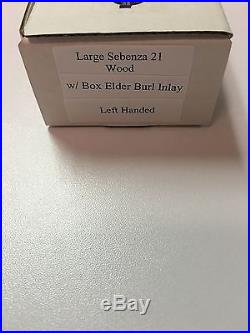 Large Sebenza 21
Wood
w/ Box Elder Burl Inlay
Left Handed